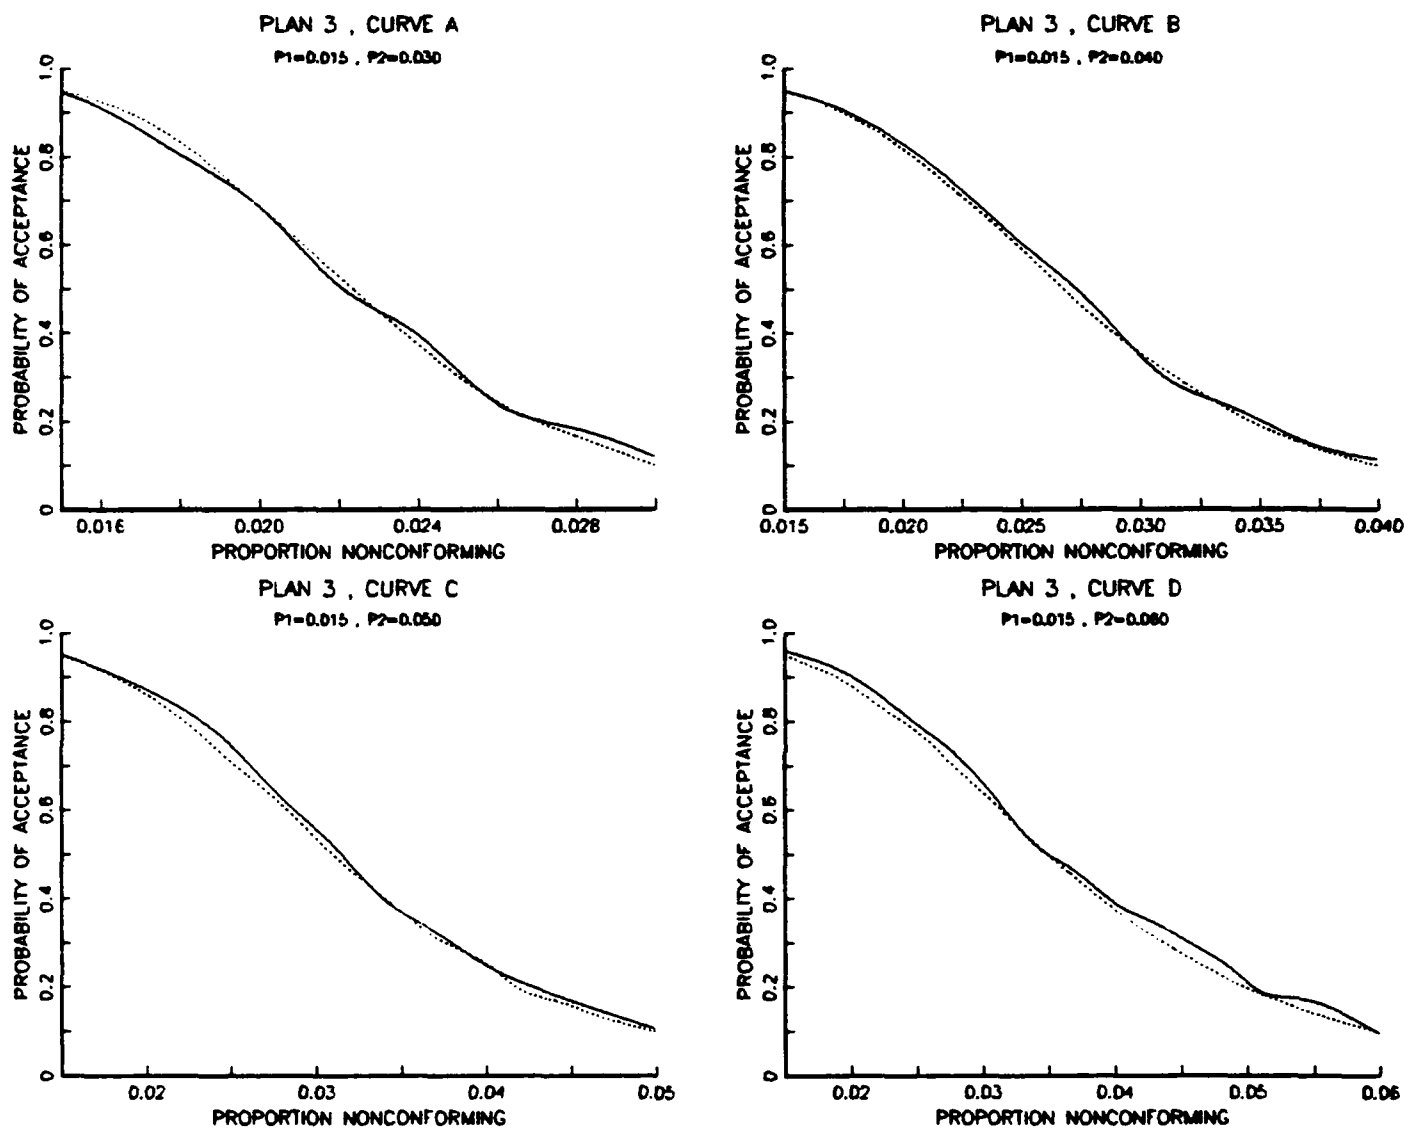 PLAN 3 , CURVE A
P1=0.015 , P2=0.030
PROBABILITY OF ACCEPTANCE
1.0
0.8
0.6
0.4
0.2
0
0.016 0.020 0.024 0.028
PROPORTION NONCONFORMING
PLAN 3 , CURVE B
P1=0.015 , P2=0.040
PROBABILITY OF ACCEPTANCE
1.0
0.8
0.6
0.4
0.2
0
0.015 0.020 0.025 0.030 0.035 0.040
PROPORTION NONCONFORMING
PLAN 3 , CURVE C
P1=0.015 , P2=0.050
PROBABILITY OF ACCEPTANCE
1.0
0.8
0.6
0.4
0.2
0
0.02 0.03 0.04 0.05
PROPORTION NONCONFORMING
PLAN 3 , CURVE D
P1=0.015 , P2=0.060
PROBABILITY OF ACCEPTANCE
1.0
0.8
0.6
0.4
0.2
0
0.02 0.03 0.04 0.05 0.06
PROPORTION NONCONFORMING